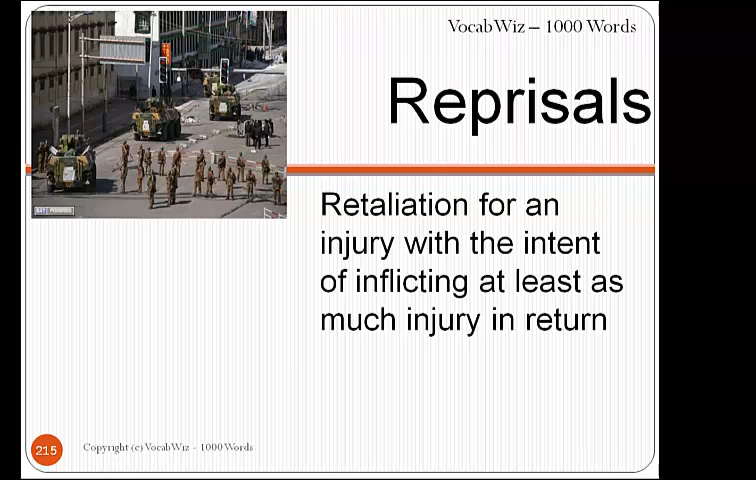 VocabWiz – 1000 Words
Reprisals
Retaliation for an
injury with the intent
of inflicting at least as
much injury in return
215
Copyright (c) VocabWiz - 1000 Words